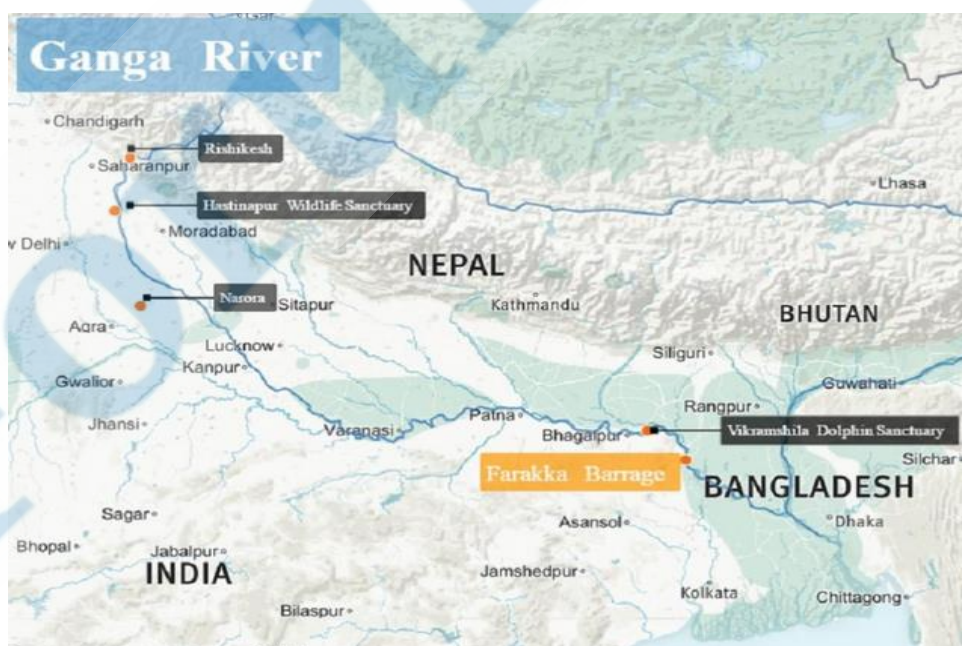 Ganga River
Chandigarh
Rishikesh
Saharanpur
Lhasa
Hastinapur Wildlife Sanctuary
Moradabad
w Delhi
NEPAL
Narora
Sitapur
Kathmandu
BHUTAN
Agra
Lucknow
Siliguri
Kanpur
Guwahati
Gwalior
Rangpur
Patna
Jhansi
Varanasi
Bhagalpur
Vikramshila Dolphin Sanctuary
Silchar
Farakka Barrage
BANGLADESH
Sagar
Asansol
Dhaka
Bhopal
Jabalpur
INDIA
Jamshedpur
Kolkata
Chittagong
Bilaspur